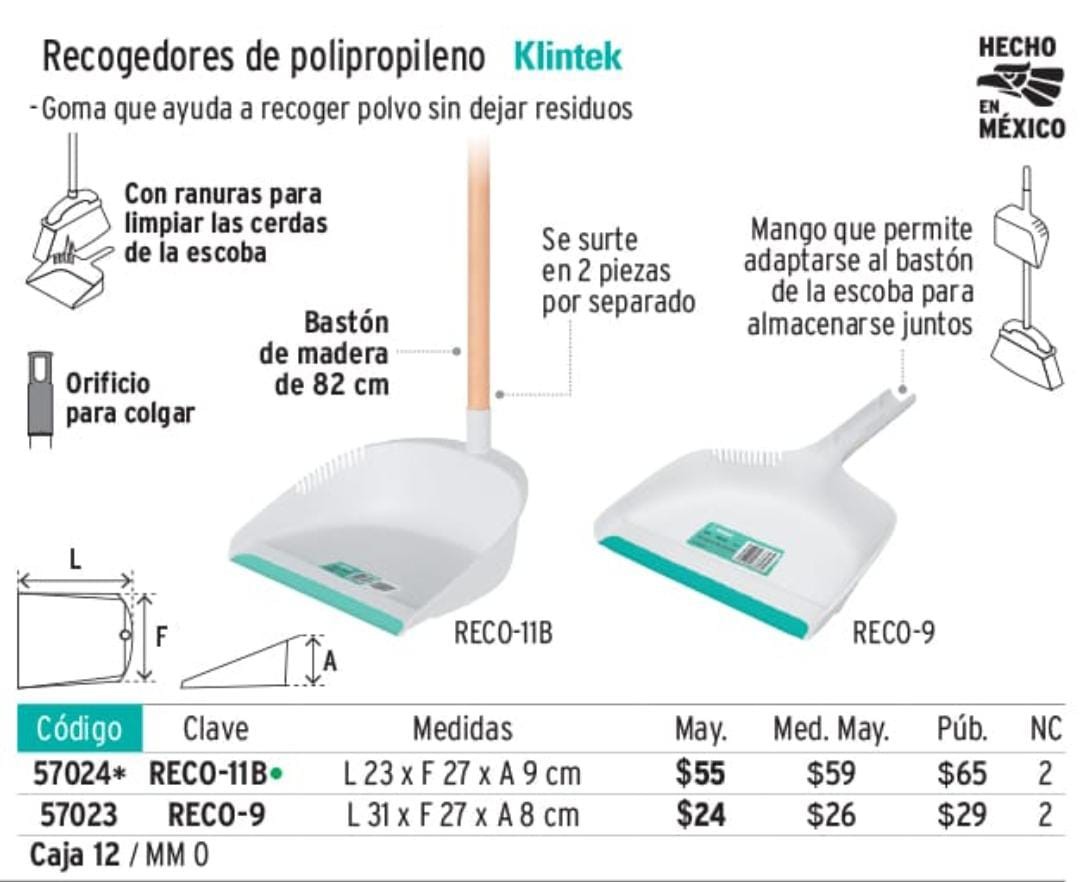 Recogedores de polipropileno Klintek
- Goma que ayuda a recoger polvo sin dejar residuos
HECHO
EN
MÉXICO
Con ranuras para
limpiar las cerdas
de la escoba
Orificio
para colgar
Bastón
de madera
de 82 cm
Se surte
en 2 piezas
por separado
Mango que permite
adaptarse al bastón
de la escoba para
almacenarse juntos
RECO-11B
RECO-9
L
F
A
Código Clave Medidas May. Med. May. Púb. NC
57024* RECO-11B• L 23 x F 27 x A 9 cm $55 $59 $65 2
57023 RECO-9 L 31 x F 27 x A 8 cm $24 $26 $29 2
Caja 12 / MM 0